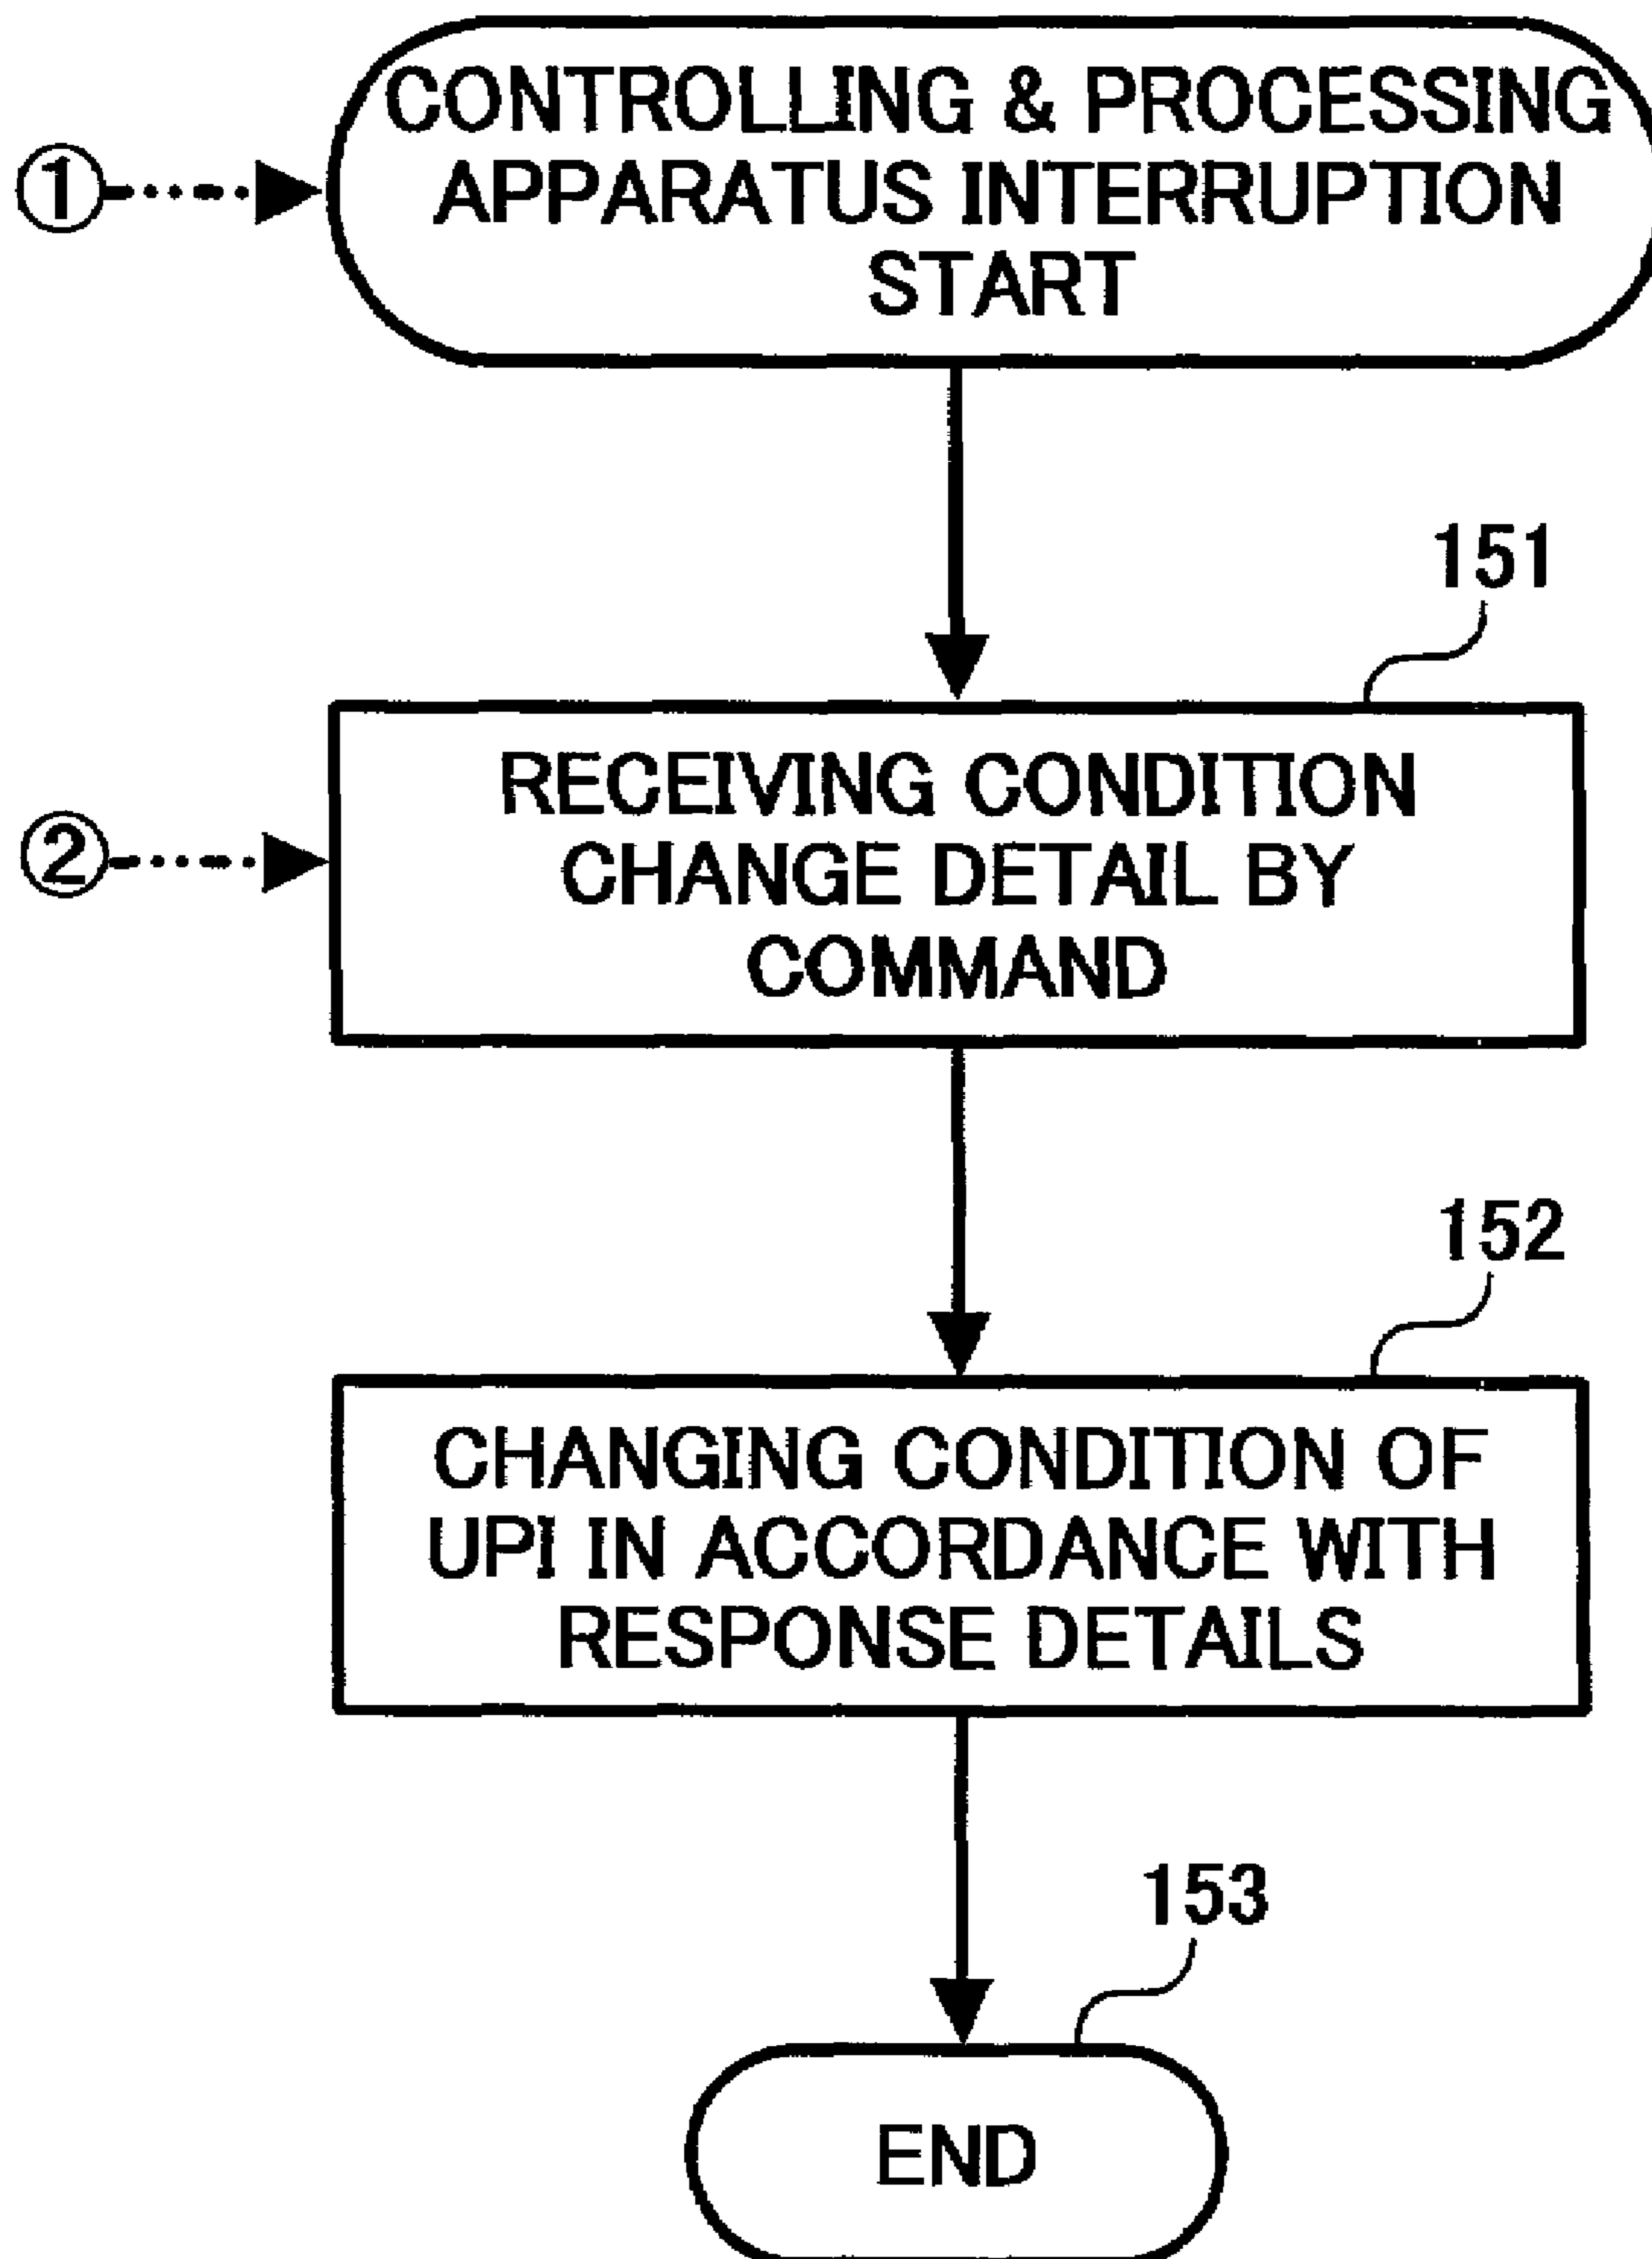 CONTROLLING & PROCESSING
① APPARATUS INTERRUPTION
START
151
RECEIVING CONDITION
② CHANGE DETAIL BY
COMMAND
152
CHANGING CONDITION OF
UPI IN ACCORDANCE WITH
RESPONSE DETAILS
153
END